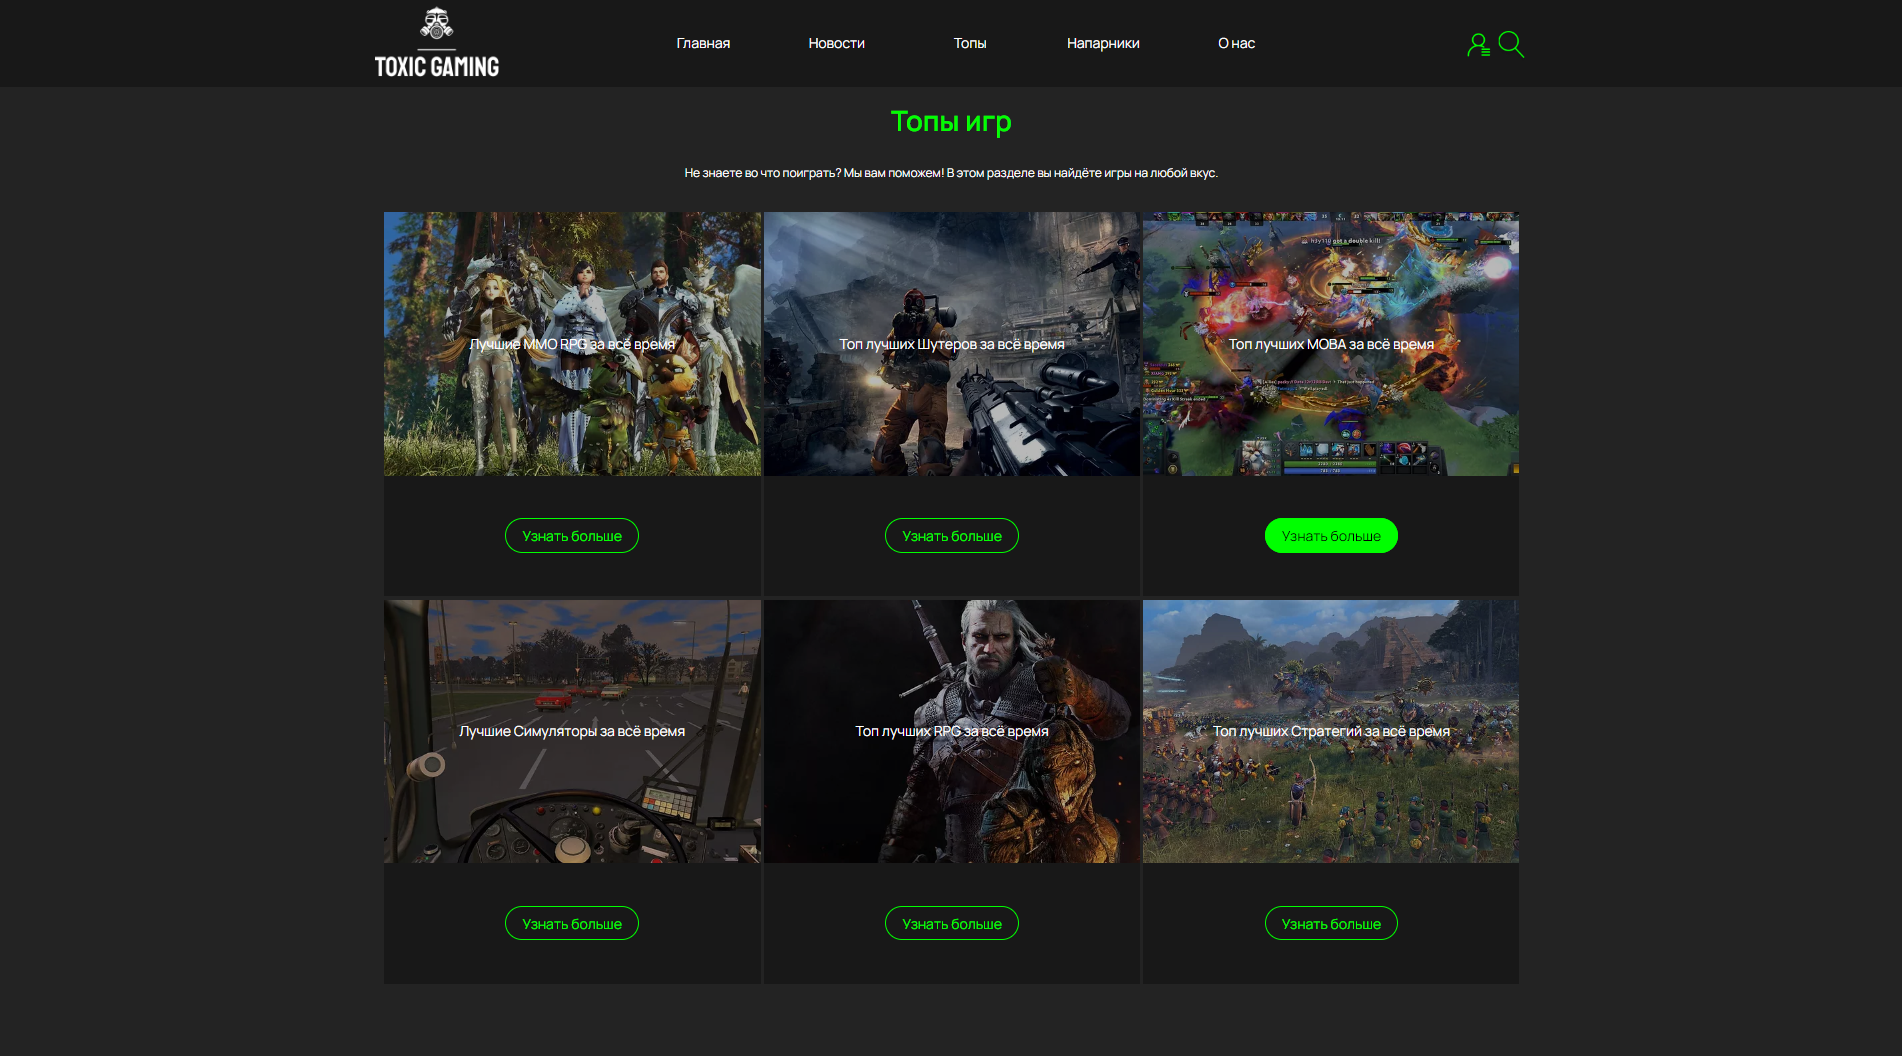 TOXIC GAMING
Главная
Новости
Топы
Напарники
О нас
Топы игр
Не знаете во что поиграть? Мы вам поможем! В этом разделе вы найдёте игры на любой вкус.
Лучшие MMO RPG за всё время
Топ лучших Шутеров за всё время
got a double kill!
Топ лучших MOBA за всё время
Узнать больше
Узнать больше
Узнать больше
Лучшие Симуляторы за всё время
Топ лучших RPG за всё время
Топ лучших Стратегий за всё время
Узнать больше
Узнать больше
Узнать больше